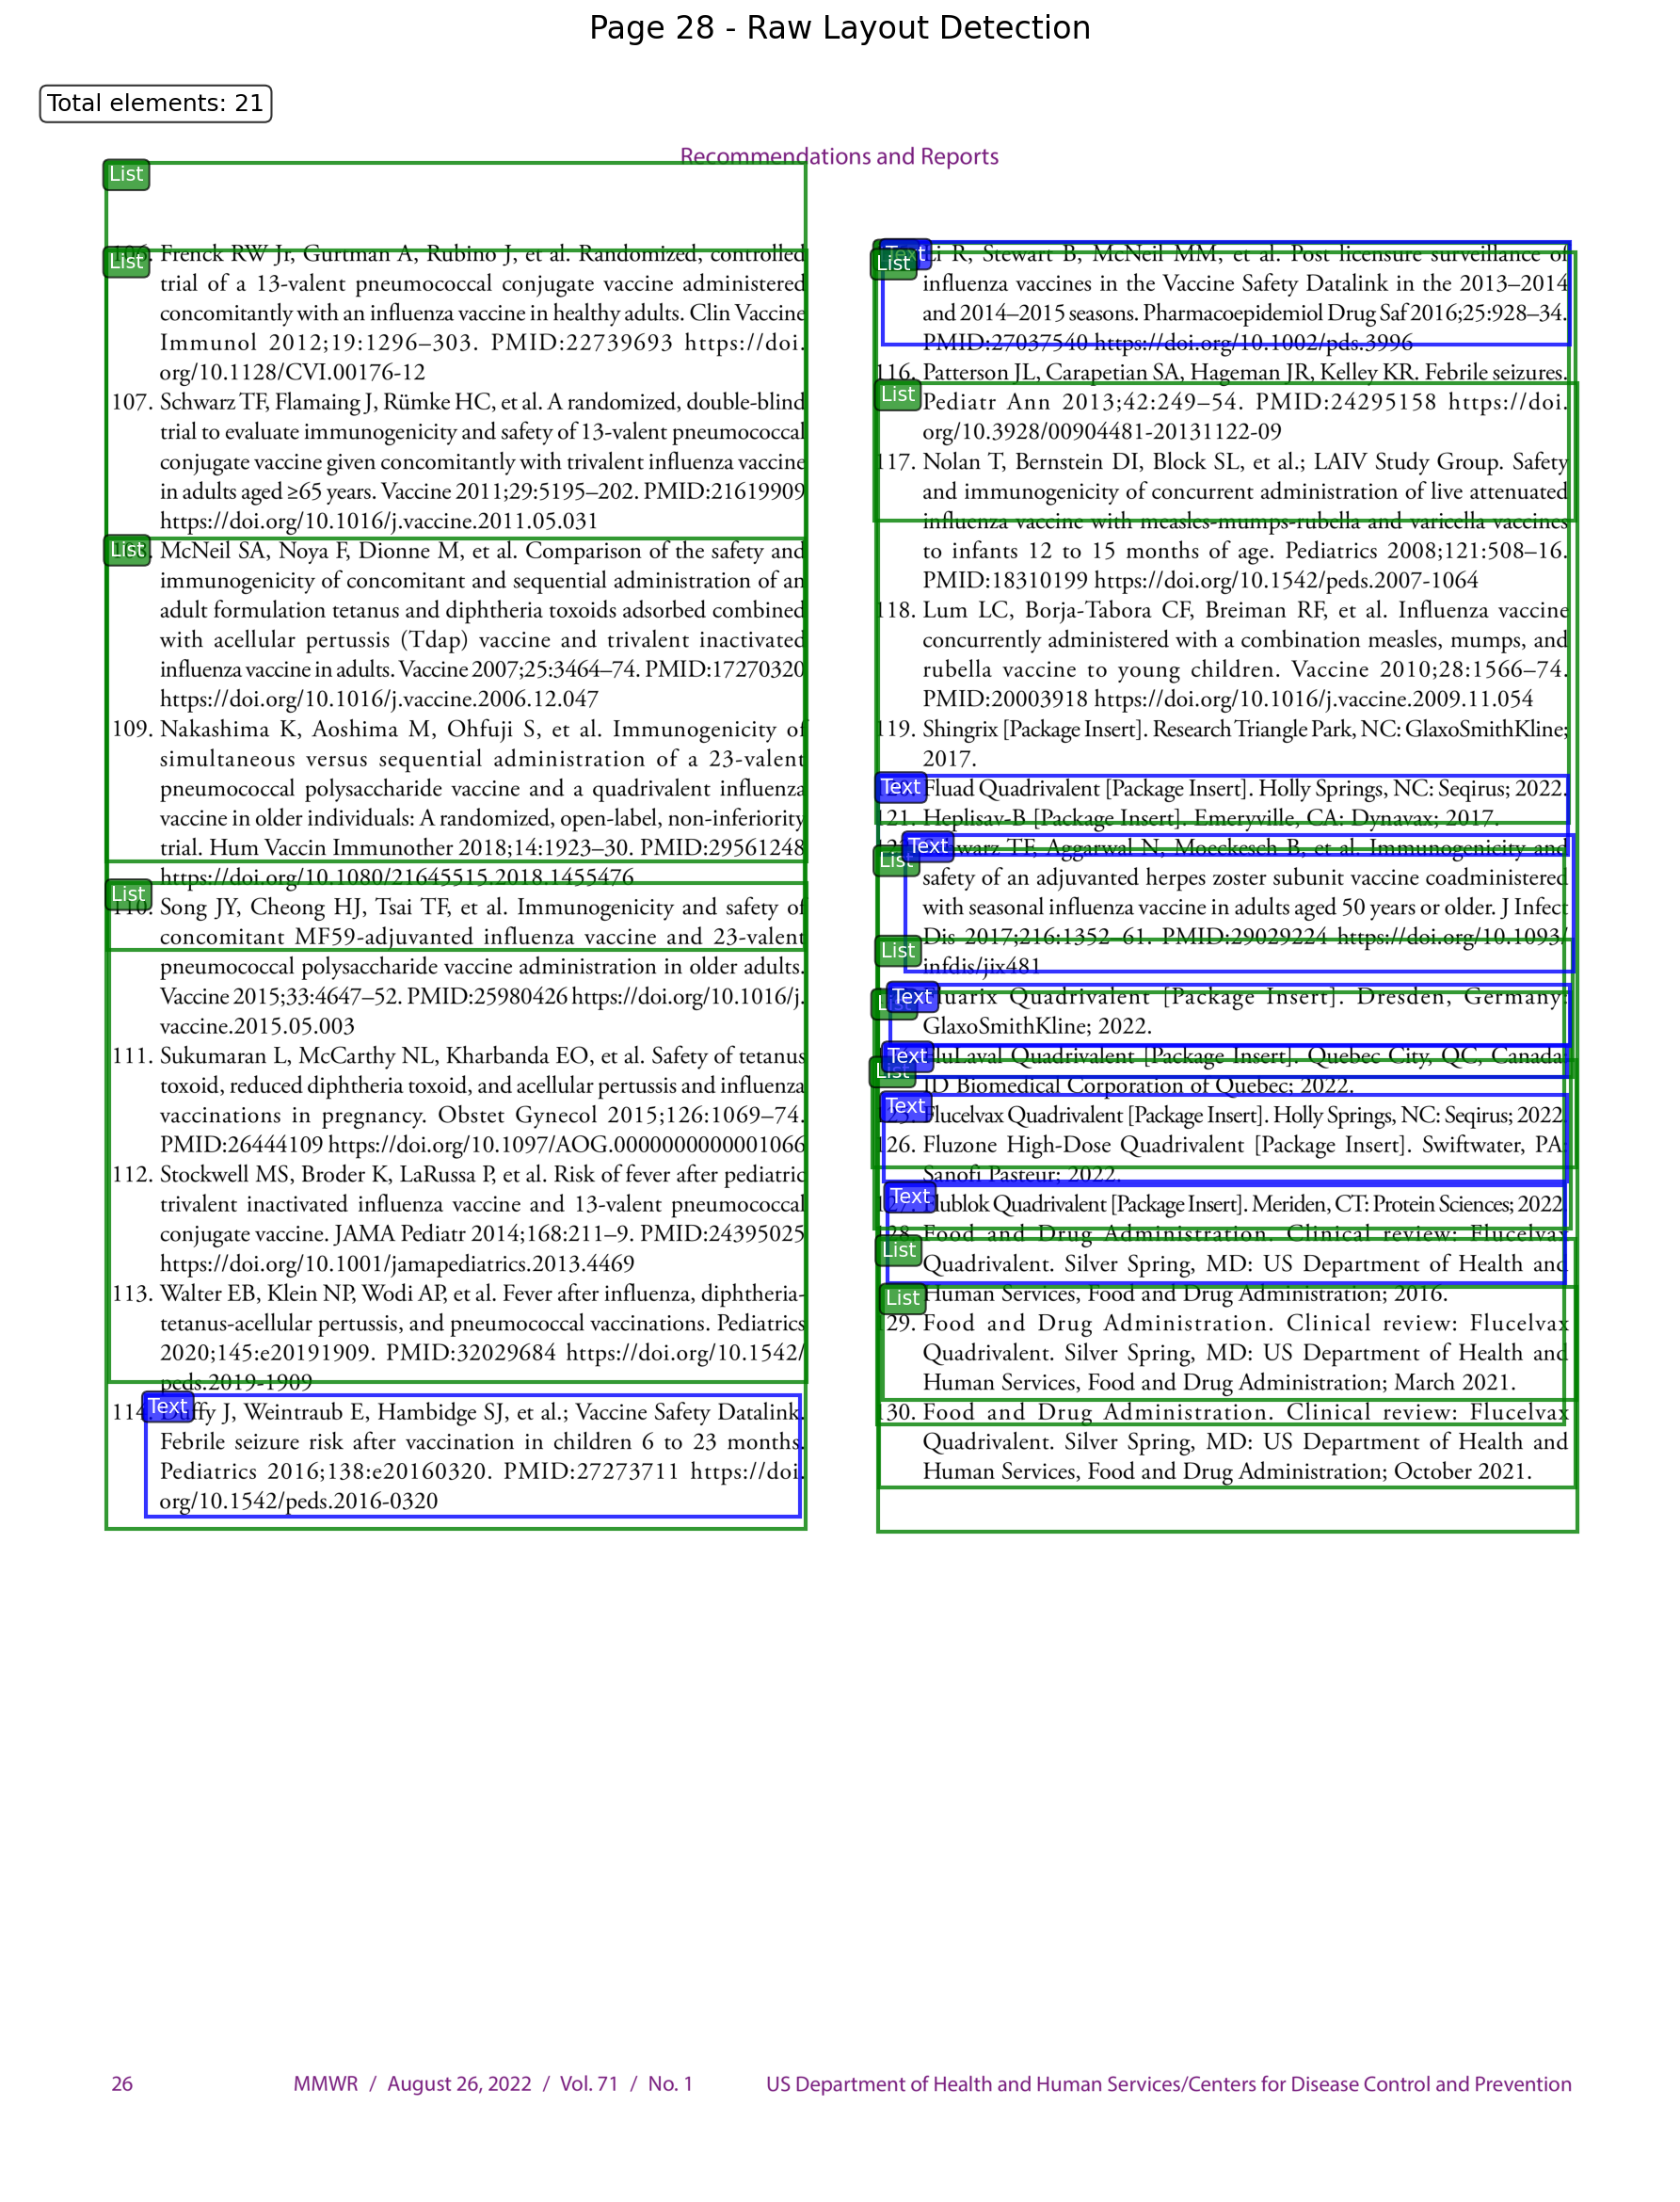 Page 28 - Raw Layout Detection
Total elements: 21
Recommendations and Reports
List
List
106. Frenck RW Jr, Gurtman A, Rubino J, et al. Randomized, controlled
trial of a 13-valent pneumococcal conjugate vaccine administered
concomitantly with an influenza vaccine in healthy adults. Clin Vaccine
Immunol 2012;19:1296–303. PMID:22739693 https://doi.
org/10.1128/CVI.00176-12
107. Schwarz TF, Flamaing J, Rümke HC, et al. A randomized, double-blind
trial to evaluate immunogenicity and safety of 13-valent pneumococcal
conjugate vaccine given concomitantly with trivalent influenza vaccine
in adults aged ≥65 years. Vaccine 2011;29:5195–202. PMID:21619909
https://doi.org/10.1016/j.vaccine.2011.05.031
List
McNeil SA, Noya F, Dionne M, et al. Comparison of the safety and
immunogenicity of concomitant and sequential administration of an
adult formulation tetanus and diphtheria toxoids adsorbed combined
with acellular pertussis (Tdap) vaccine and trivalent inactivated
influenza vaccine in adults. Vaccine 2007;25:3464–74. PMID:17270320
https://doi.org/10.1016/j.vaccine.2006.12.047
109. Nakashima K, Aoshima M, Ohfuji S, et al. Immunogenicity of
simultaneous versus sequential administration of a 23-valent
pneumococcal polysaccharide vaccine and a quadrivalent influenza
vaccine in older individuals: A randomized, open-label, non-inferiority
trial. Hum Vaccin Immunother 2018;14:1923–30. PMID:29561248
https://doi.org/10.1080/21645515.2018.1455476
List
110. Song JY, Cheong HJ, Tsai TF, et al. Immunogenicity and safety of
concomitant MF59-adjuvanted influenza vaccine and 23-valent
pneumococcal polysaccharide vaccine administration in older adults.
Vaccine 2015;33:4647–52. PMID:25980426 https://doi.org/10.1016/j.
vaccine.2015.05.003
111. Sukumaran L, McCarthy NL, Kharbanda EO, et al. Safety of tetanus
toxoid, reduced diphtheria toxoid, and acellular pertussis and influenza
vaccinations in pregnancy. Obstet Gynecol 2015;126:1069–74.
PMID:26444109 https://doi.org/10.1097/AOG.0000000000001066
112. Stockwell MS, Broder K, LaRussa P, et al. Risk of fever after pediatric
trivalent inactivated influenza vaccine and 13-valent pneumococcal
conjugate vaccine. JAMA Pediatr 2014;168:211–9. PMID:24395025
https://doi.org/10.1001/jamapediatrics.2013.4469
113. Walter EB, Klein NP, Wodi AP, et al. Fever after influenza, diphtheria-
tetanus-acellular pertussis, and pneumococcal vaccinations. Pediatrics
2020;145:e20191909. PMID:32029684 https://doi.org/10.1542/
peds.2019-1909
Text
114. Duffy J, Weintraub E, Hambidge SJ, et al.; Vaccine Safety Datalink.
Febrile seizure risk after vaccination in children 6 to 23 months.
Pediatrics 2016;138:e20160320. PMID:27273711 https://doi.
org/10.1542/peds.2016-0320
Text
List
Li R, Stewart B, McNeil MM, et al. Post licensure surveillance of
influenza vaccines in the Vaccine Safety Datalink in the 2013–2014
and 2014–2015 seasons. Pharmacoepidemiol Drug Saf 2016;25:928–34.
PMID:27037540 https://doi.org/10.1002/pds.3996
116. Patterson JL, Carapetian SA, Hageman JR, Kelley KR. Febrile seizures.
List
Pediatr Ann 2013;42:249–54. PMID:24295158 https://doi.
org/10.3928/00904481-20131122-09
117. Nolan T, Bernstein DI, Block SL, et al.; LAIV Study Group. Safety
and immunogenicity of concurrent administration of live attenuated
influenza vaccine with measles-mumps-rubella and varicella vaccines
to infants 12 to 15 months of age. Pediatrics 2008;121:508–16.
PMID:18310199 https://doi.org/10.1542/peds.2007-1064
118. Lum LC, Borja-Tabora CF, Breiman RF, et al. Influenza vaccine
concurrently administered with a combination measles, mumps, and
rubella vaccine to young children. Vaccine 2010;28:1566–74.
PMID:20003918 https://doi.org/10.1016/j.vaccine.2009.11.054
119. Shingrix [Package Insert]. Research Triangle Park, NC: GlaxoSmithKline;
2017.
Text
Fluad Quadrivalent [Package Insert]. Holly Springs, NC: Seqirus; 2022.
121. Heplisav-B [Package Insert]. Emeryville, CA: Dynavax; 2017.
Text
List
Schwarz TF, Aggarwal N, Moeckesch B, et al. Immunogenicity and
safety of an adjuvanted herpes zoster subunit vaccine coadministered
with seasonal influenza vaccine in adults aged 50 years or older. J Infect
List
Dis 2017;216:1352–61. PMID:29029224 https://doi.org/10.1093/
infdis/jix481
Text
Fluarix Quadrivalent [Package Insert]. Dresden, Germany:
GlaxoSmithKline; 2022.
Text
List
FluLaval Quadrivalent [Package Insert]. Quebec City, QC, Canada:
ID Biomedical Corporation of Quebec; 2022.
Text
125. Flucelvax Quadrivalent [Package Insert]. Holly Springs, NC: Seqirus; 2022.
126. Fluzone High-Dose Quadrivalent [Package Insert]. Swiftwater, PA:
Sanofi Pasteur; 2022.
Text
127. Flublok Quadrivalent [Package Insert]. Meriden, CT: Protein Sciences; 2022.
128. Food and Drug Administration. Clinical review: Flucelvax
List
Quadrivalent. Silver Spring, MD: US Department of Health and
List
Human Services, Food and Drug Administration; 2016.
129. Food and Drug Administration. Clinical review: Flucelvax
Quadrivalent. Silver Spring, MD: US Department of Health and
Human Services, Food and Drug Administration; March 2021.
130. Food and Drug Administration. Clinical review: Flucelvax
Quadrivalent. Silver Spring, MD: US Department of Health and
Human Services, Food and Drug Administration; October 2021.
26 MMWR / August 26, 2022 / Vol. 71 / No. 1 US Department of Health and Human Services/Centers for Disease Control and Prevention